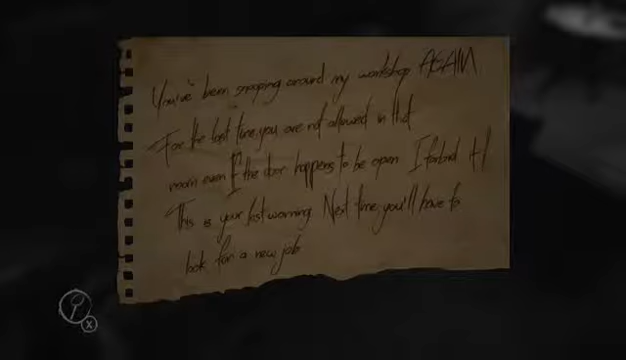 You've been snooping around my workshop AGAIN
For the last time, you are not allowed in that
room even if the door happens to be open. I forbid it!
This is your last warning. Next time, you'll have to
look for a new job
X